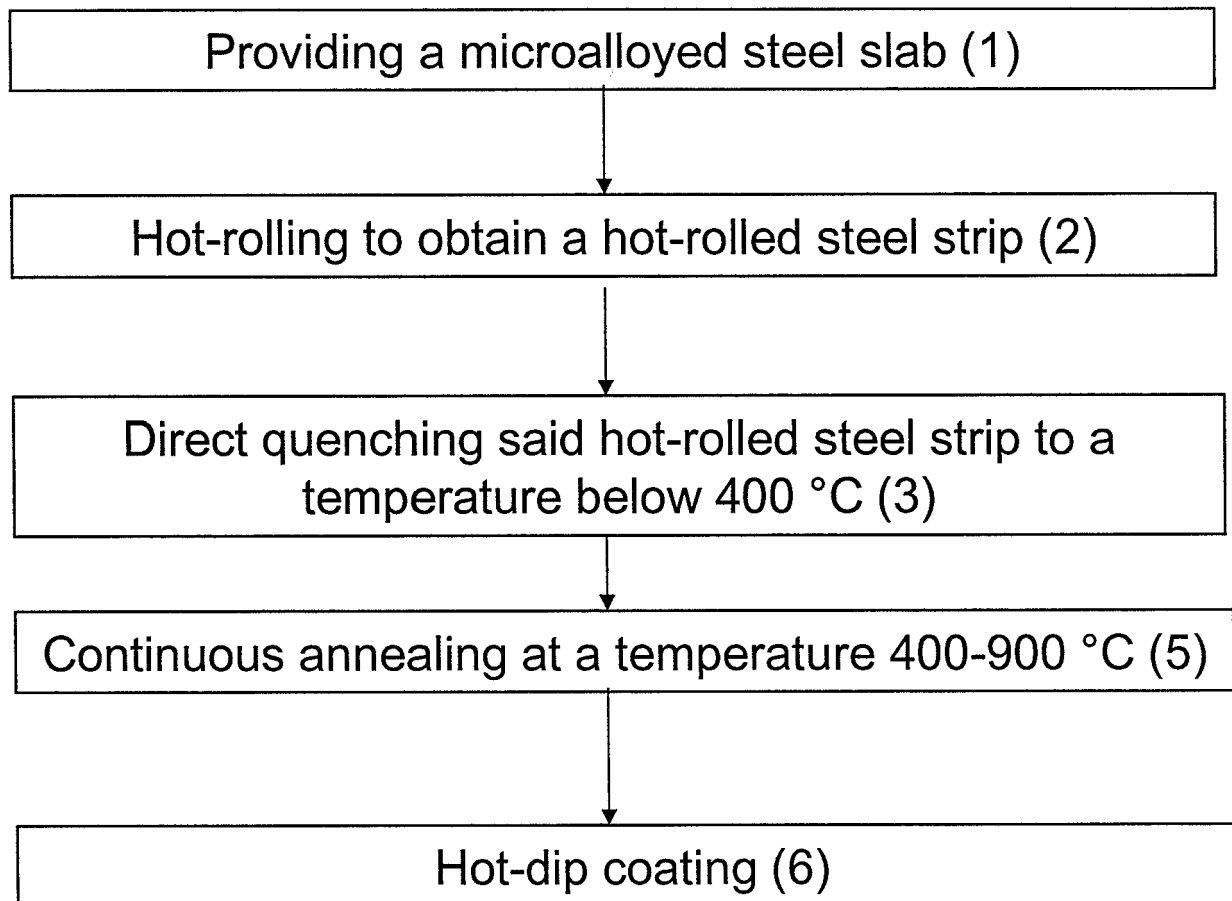 Providing a microalloyed steel slab (1)
Hot-rolling to obtain a hot-rolled steel strip (2)
Direct quenching said hot-rolled steel strip to a
temperature below 400 °C (3)
Continuous annealing at a temperature 400-900 °C (5)
Hot-dip coating (6)